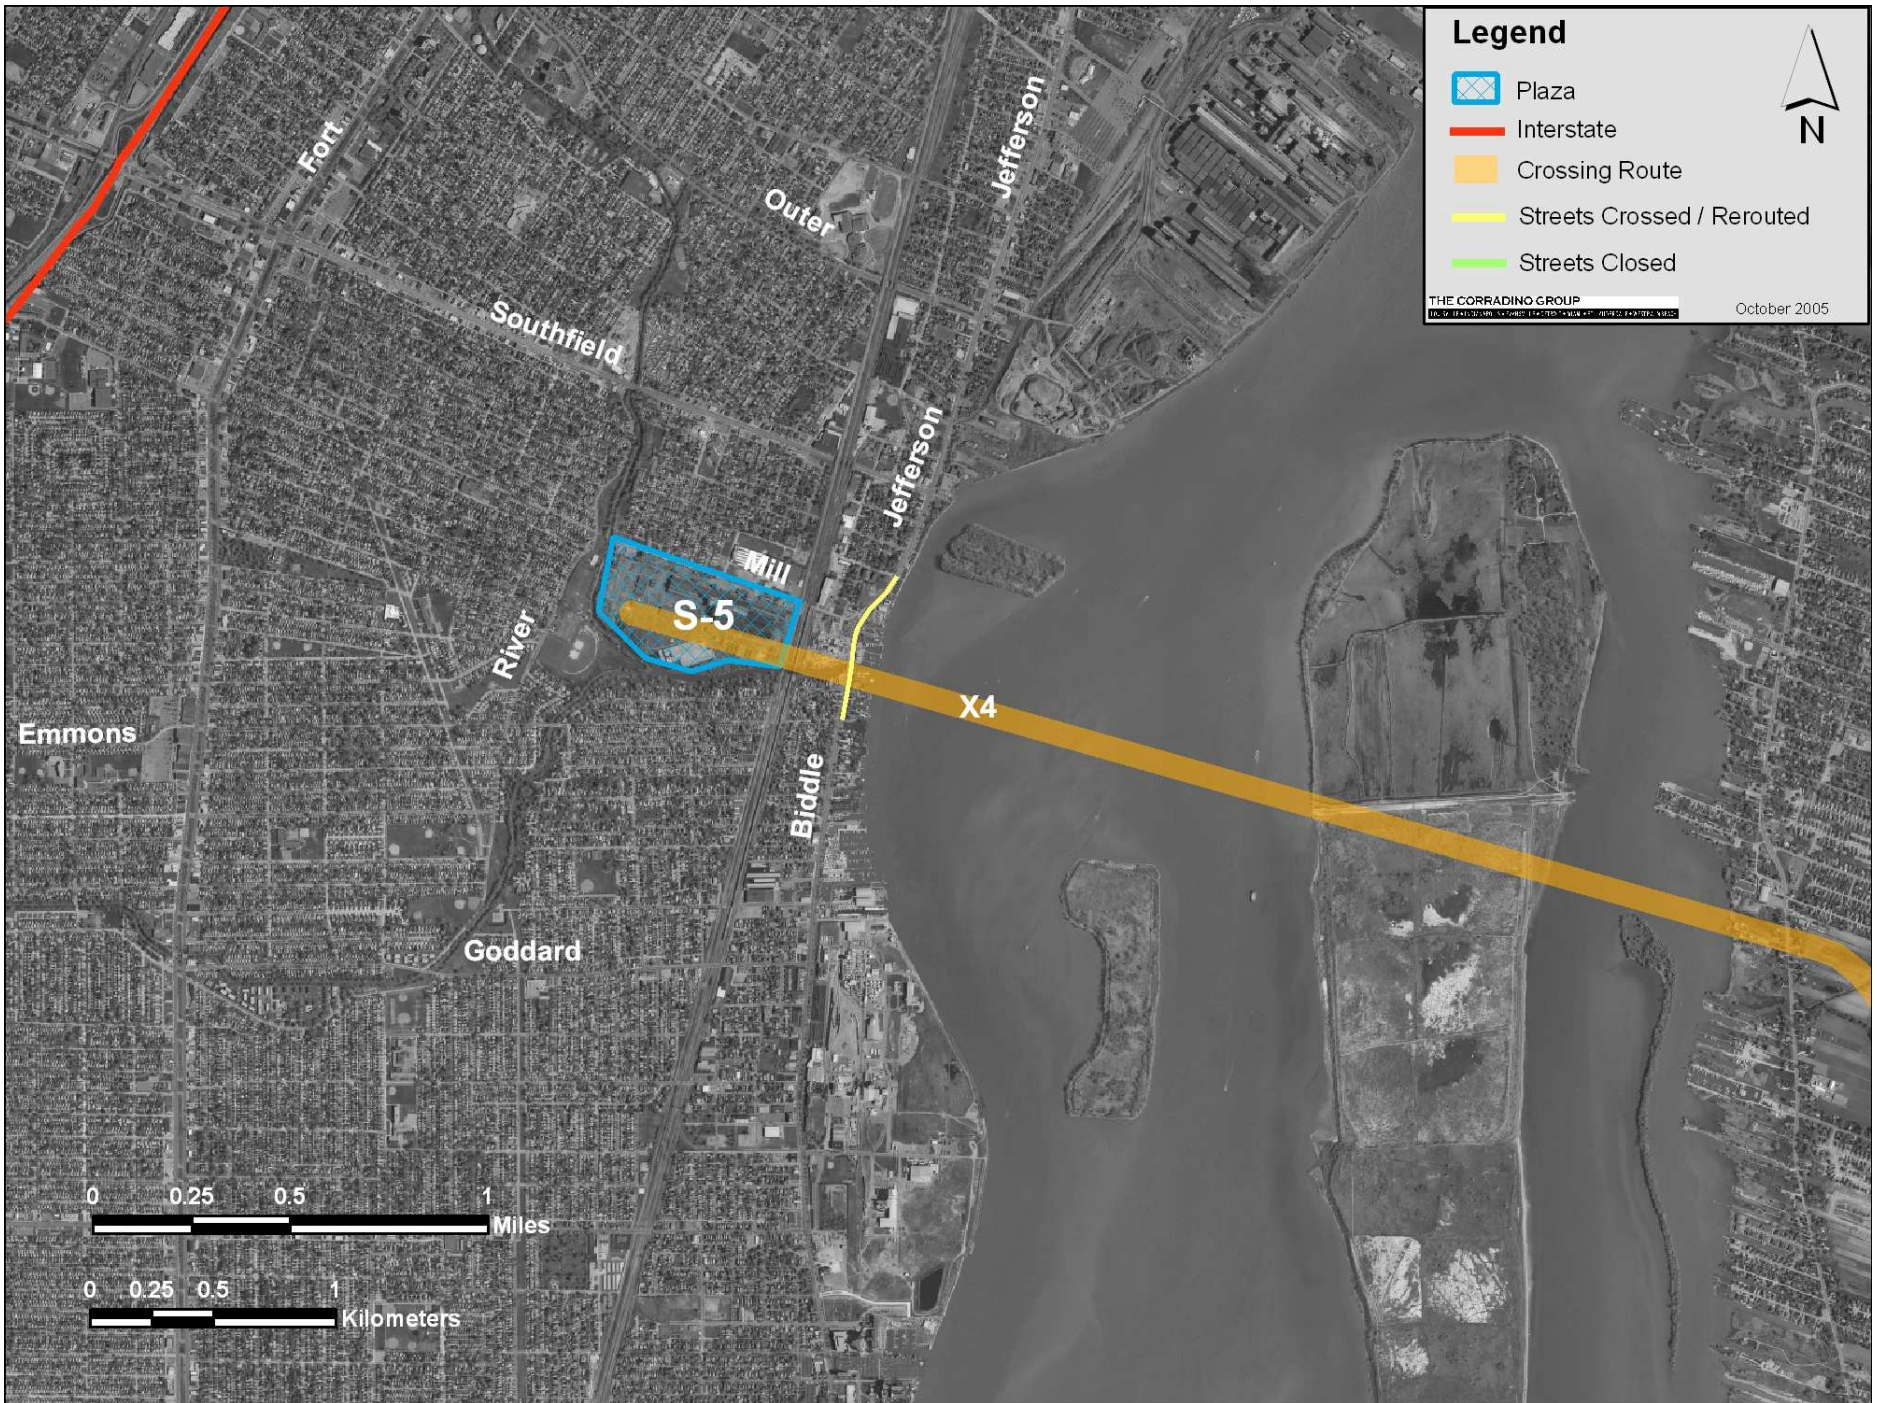 Legend
Plaza
Interstate
Crossing Route
Streets Crossed / Rerouted
Streets Closed
N
THE CORRADINO GROUP
October 2005
Fort
Jefferson
Outer
Southfield
Jefferson
Mill
S-5
River
X4
Emmons
Biddle
Goddard
0 0.25 0.5 1
Miles
0 0.25 0.5 1
Kilometers